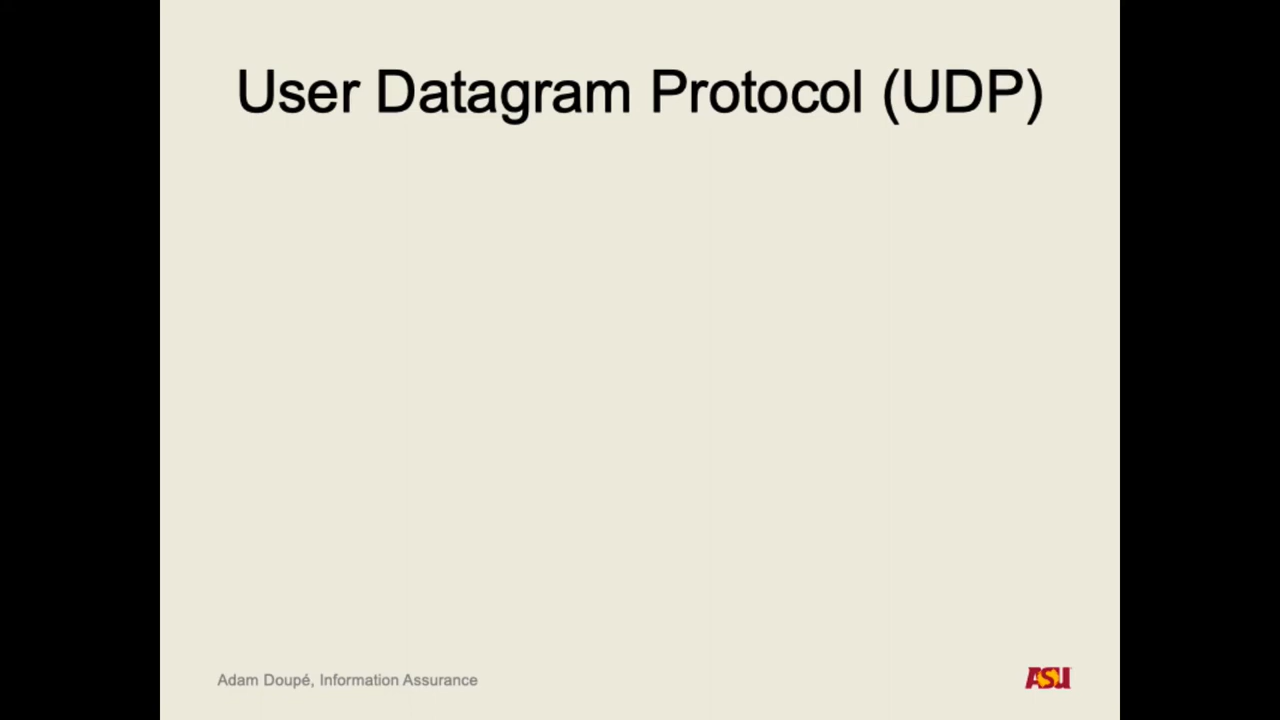 User Datagram Protocol (UDP)
Adam Doupé, Information Assurance
ASU